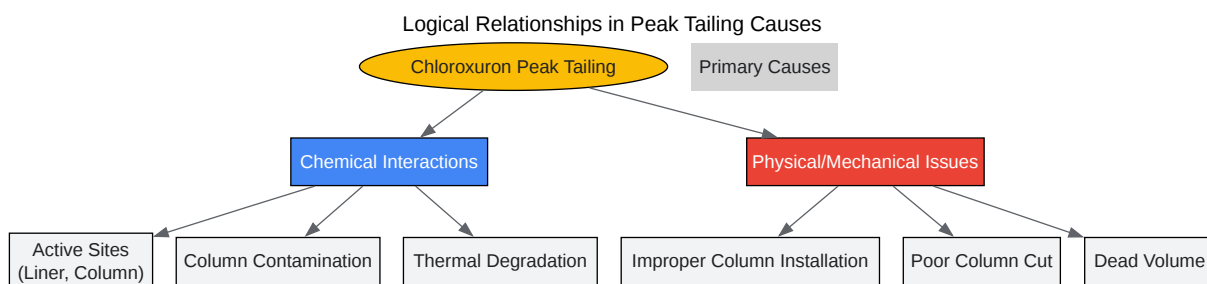 Logical Relationships in Peak Tailing Causes
Chloroxuron Peak Tailing
Primary Causes
Chemical Interactions
Physical/Mechanical Issues
Active Sites
(Liner, Column)
Column Contamination
Thermal Degradation
Improper Column Installation
Poor Column Cut
Dead Volume